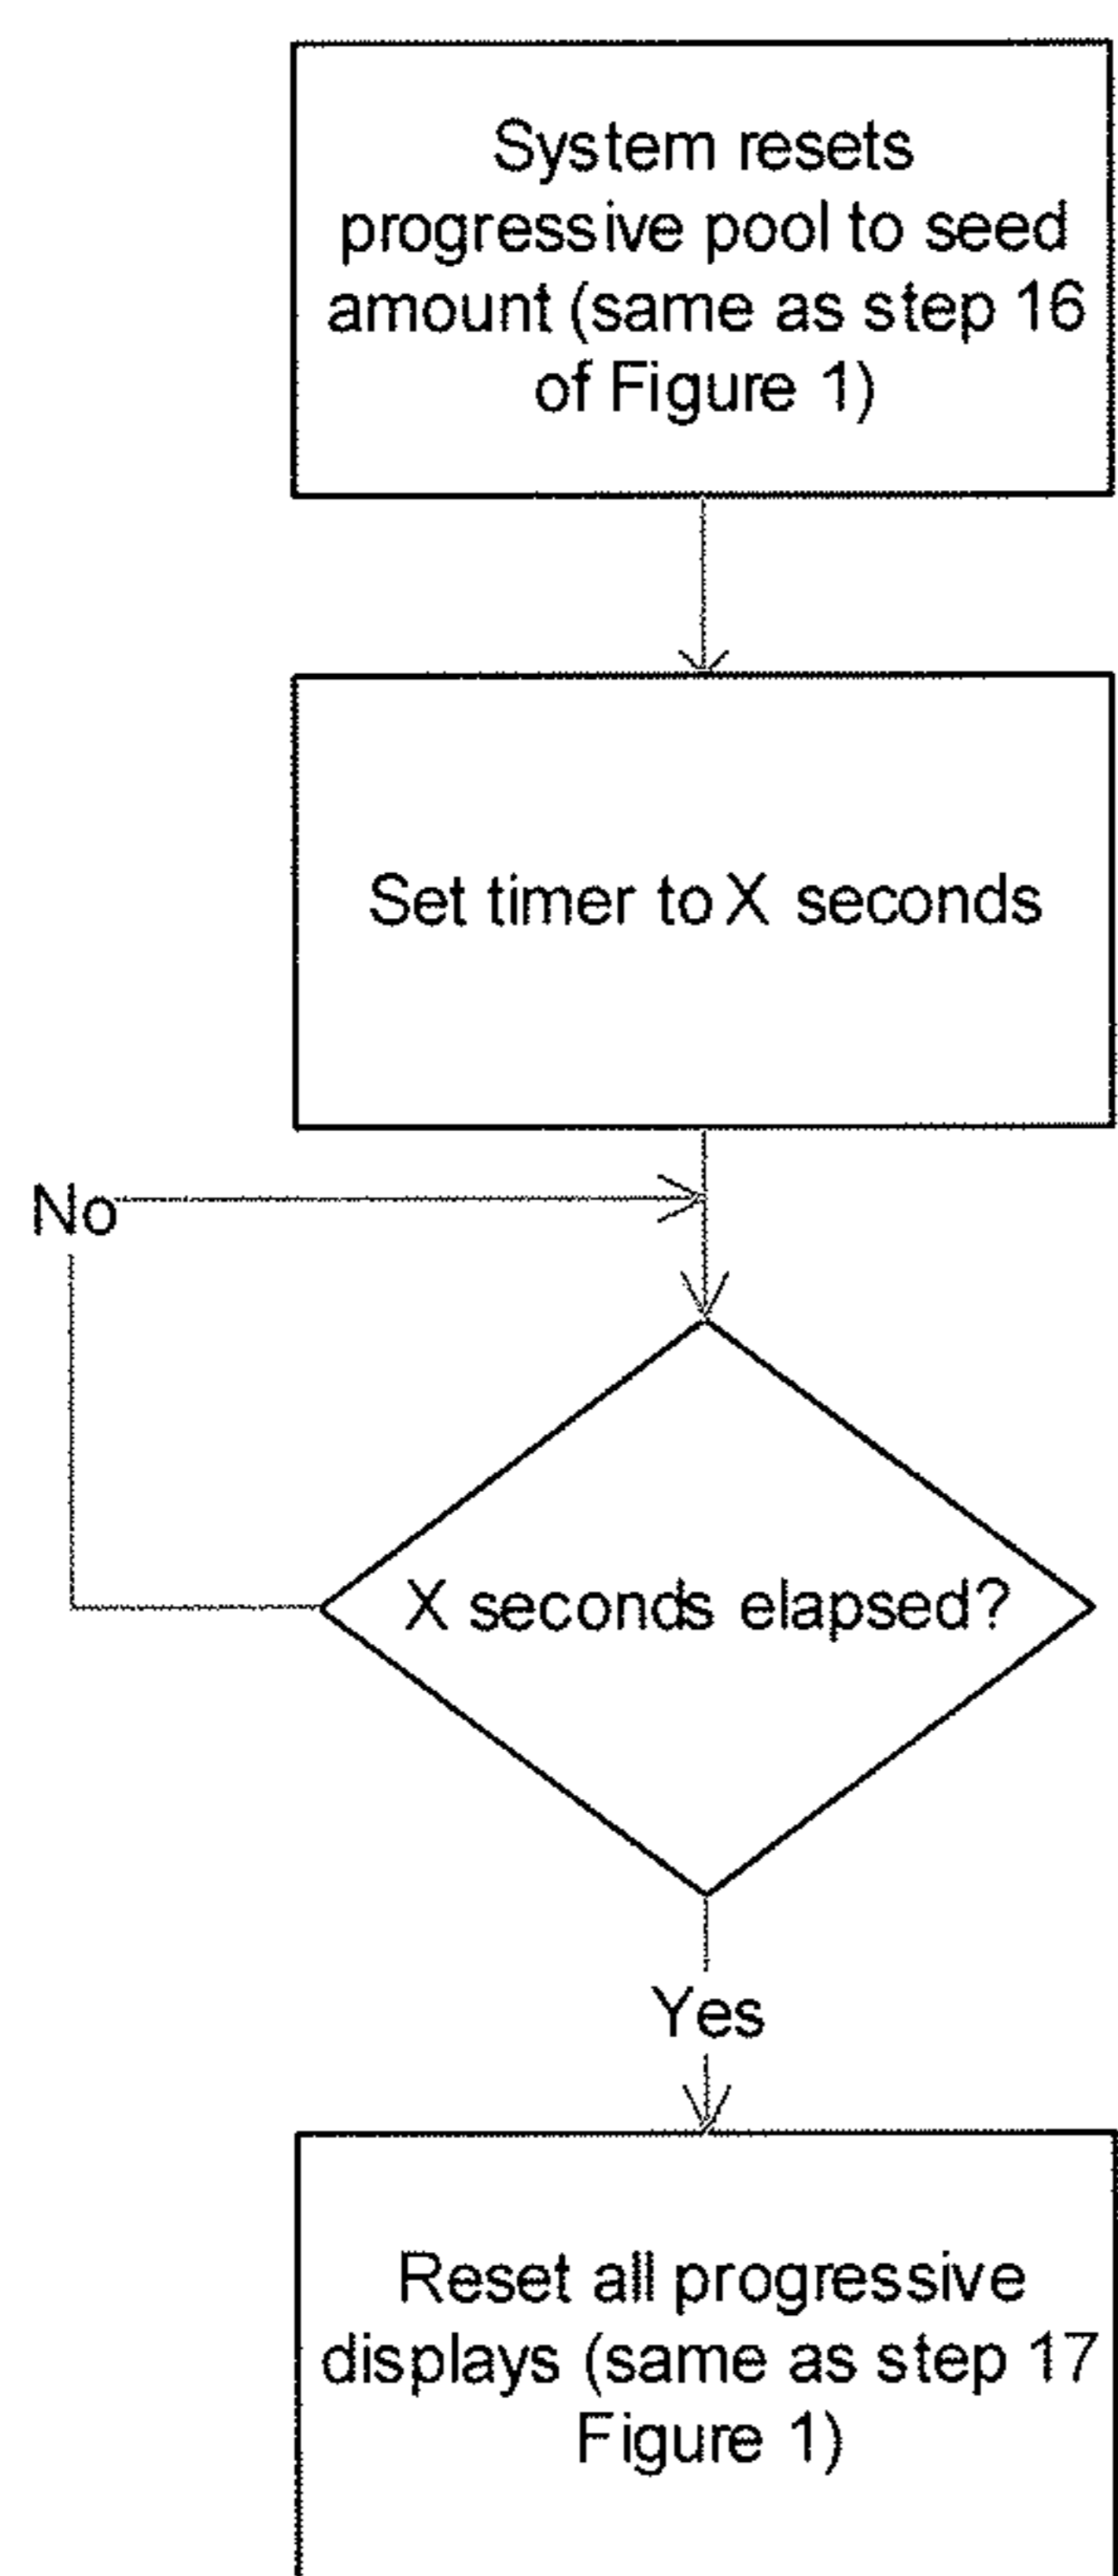 System resets
progressive pool to seed
amount (same as step 16
of Figure 1)
Set timer to X seconds
No
X seconds elapsed?
Yes
Reset all progressive
displays (same as step 17
Figure 1)